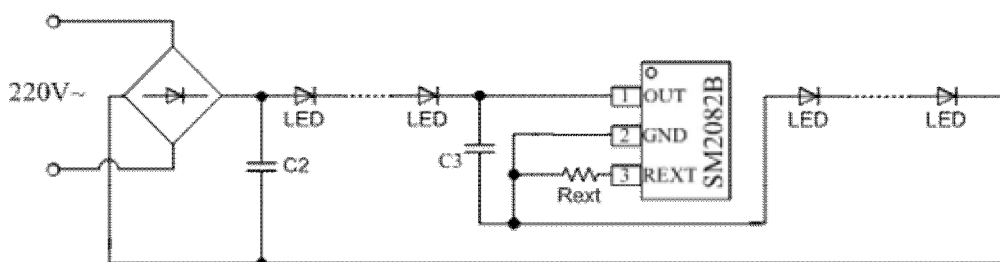 220V~
LED
LED
C2
C3
Rext
1 OUT
2 GND
3 REXT
SM2082B
LED
LED